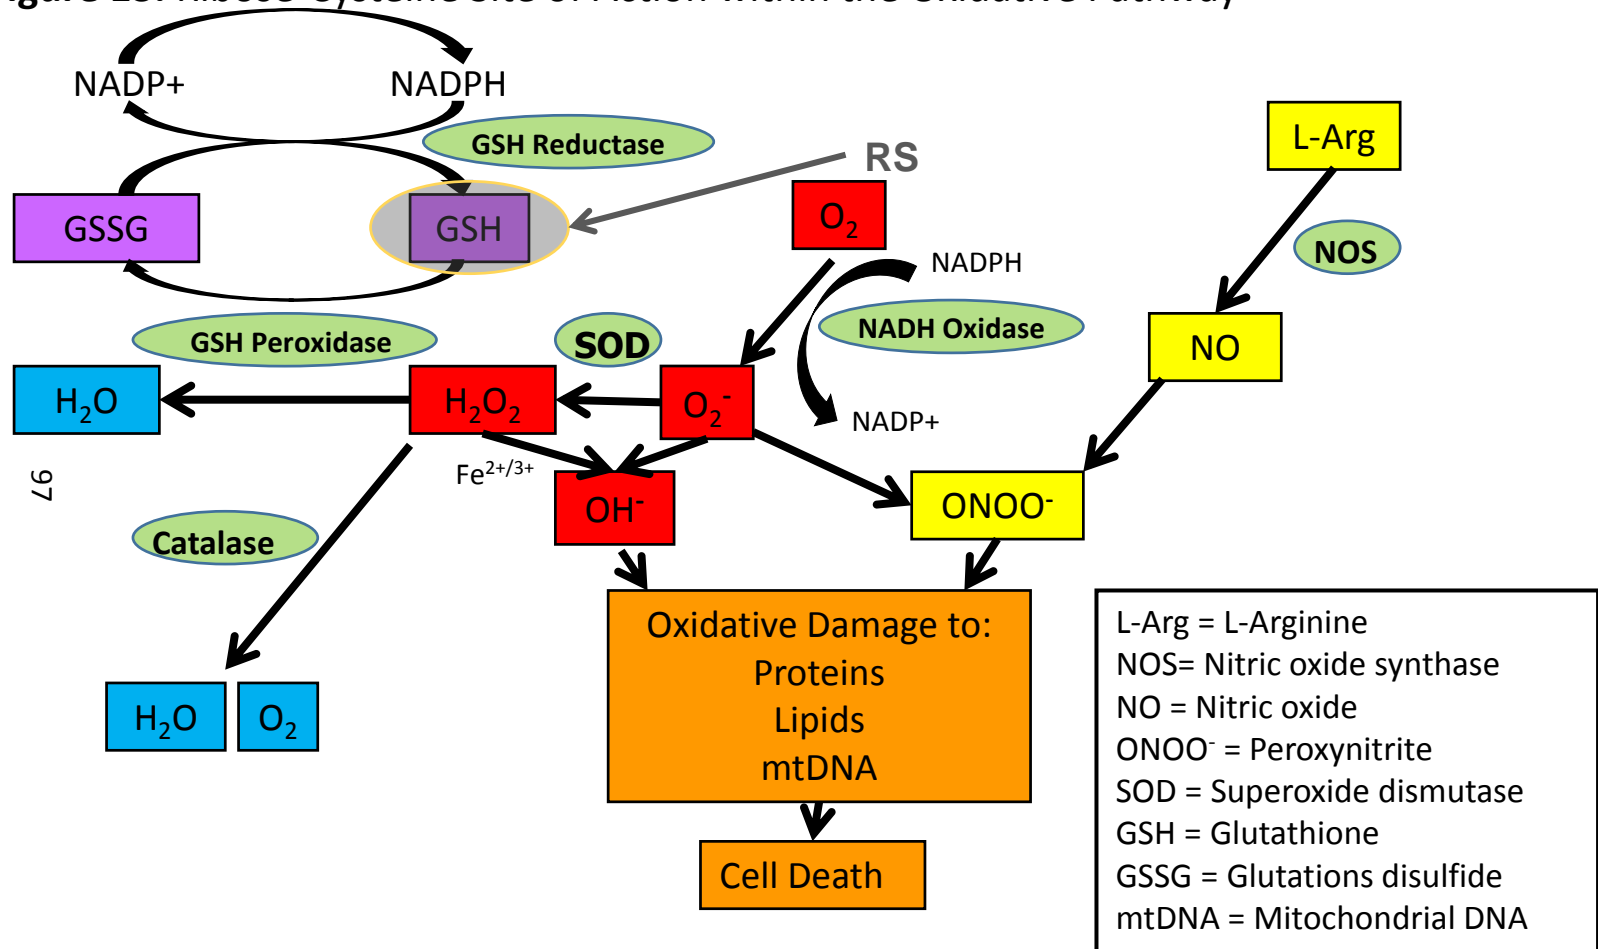 NADP+
NADPH
GSH Reductase
RS
L-Arg
GSSG
GSH
O₂
NOS
NADPH
GSH Peroxidase
SOD
NADH Oxidase
NO
H₂O
H₂O₂
O₂⁻
NADP+
Fe²⁺/³⁺
97
OH⁻
ONOO⁻
Catalase
H₂O
O₂
Oxidative Damage to:
Proteins
Lipids
mtDNA
Cell Death
L-Arg = L-Arginine
NOS= Nitric oxide synthase
NO = Nitric oxide
ONOO⁻ = Peroxynitrite
SOD = Superoxide dismutase
GSH = Glutathione
GSSG = Glutations disulfide
mtDNA = Mitochondrial DNA